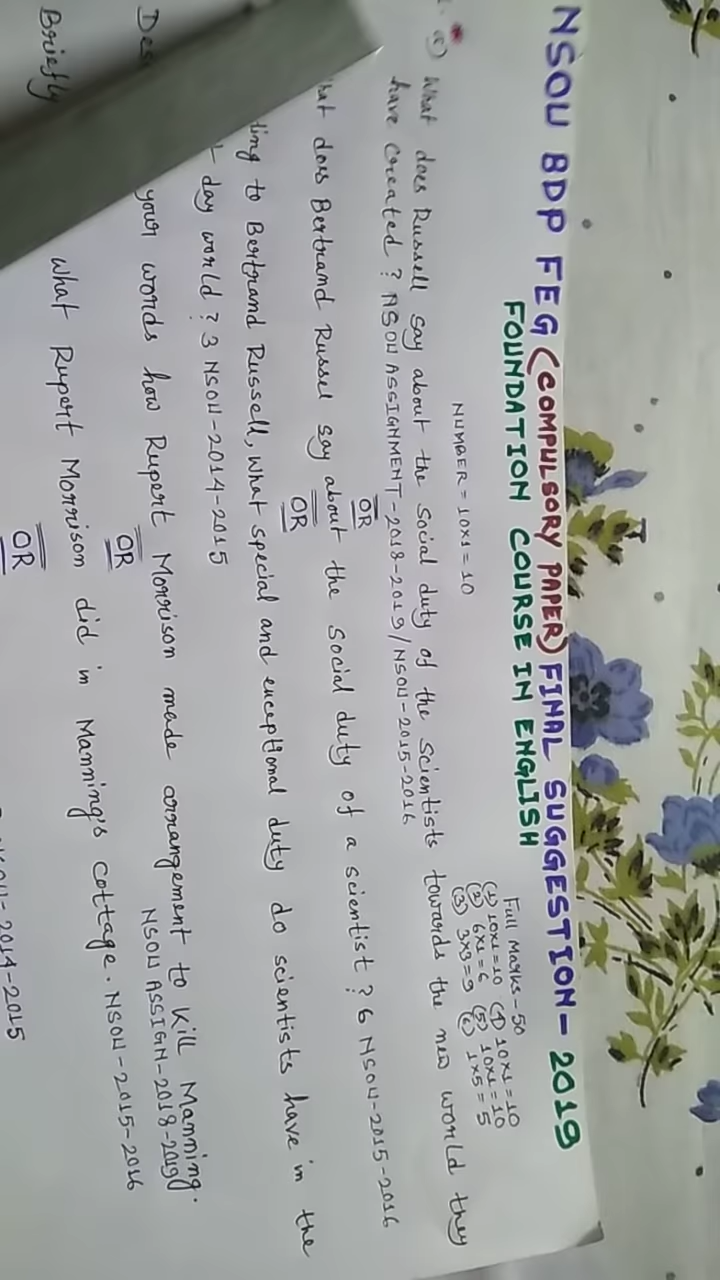 NSOU BDP FEG (COMPULSORY PAPER) FINAL SUGGESTION - 2019
FOUNDATION COURSE IN ENGLISH
Full Marks - 50
(1) 10x1 = 10 (4) 10x1 = 10
(2) 6x1 = 6 (5) 10x1 = 10
(3) 3x3 = 9 (6) 1x5 = 5
NUMBER = 10x1 = 10
What does Russell say about the social duty of the scientists towards the new world they
have created? NSOU ASSIGNMENT-2018-2019/NSOU-2015-2016
OR
hat does Bertrand Russel say about the social duty of a scientist? 6 NSOU-2015-2016
OR
ding to Bertrand Russell, what special and exceptional duty do scientists have in the
day world? 3 NSOU-2014-2015
Des your words how Rupert Morrison made arrangement to kill Manning.
NSOU ASSIGN-2018-2019
OR
Briefly what Rupert Morrison did in Manning's cottage. NSOU-2015-2016
OR
NSOU-2014-2015